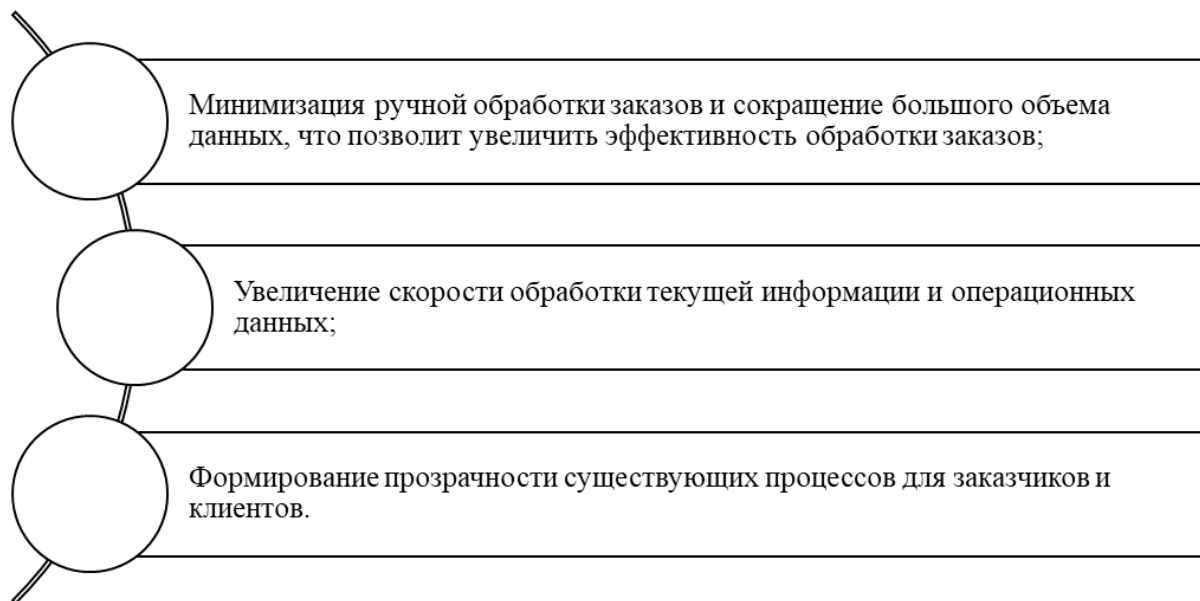 Минимизация ручной обработки заказов и сокращение большого объема
данных, что позволит увеличить эффективность обработки заказов;
Увеличение скорости обработки текущей информации и операционных
данных;
Формирование прозрачности существующих процессов для заказчиков и
клиентов.